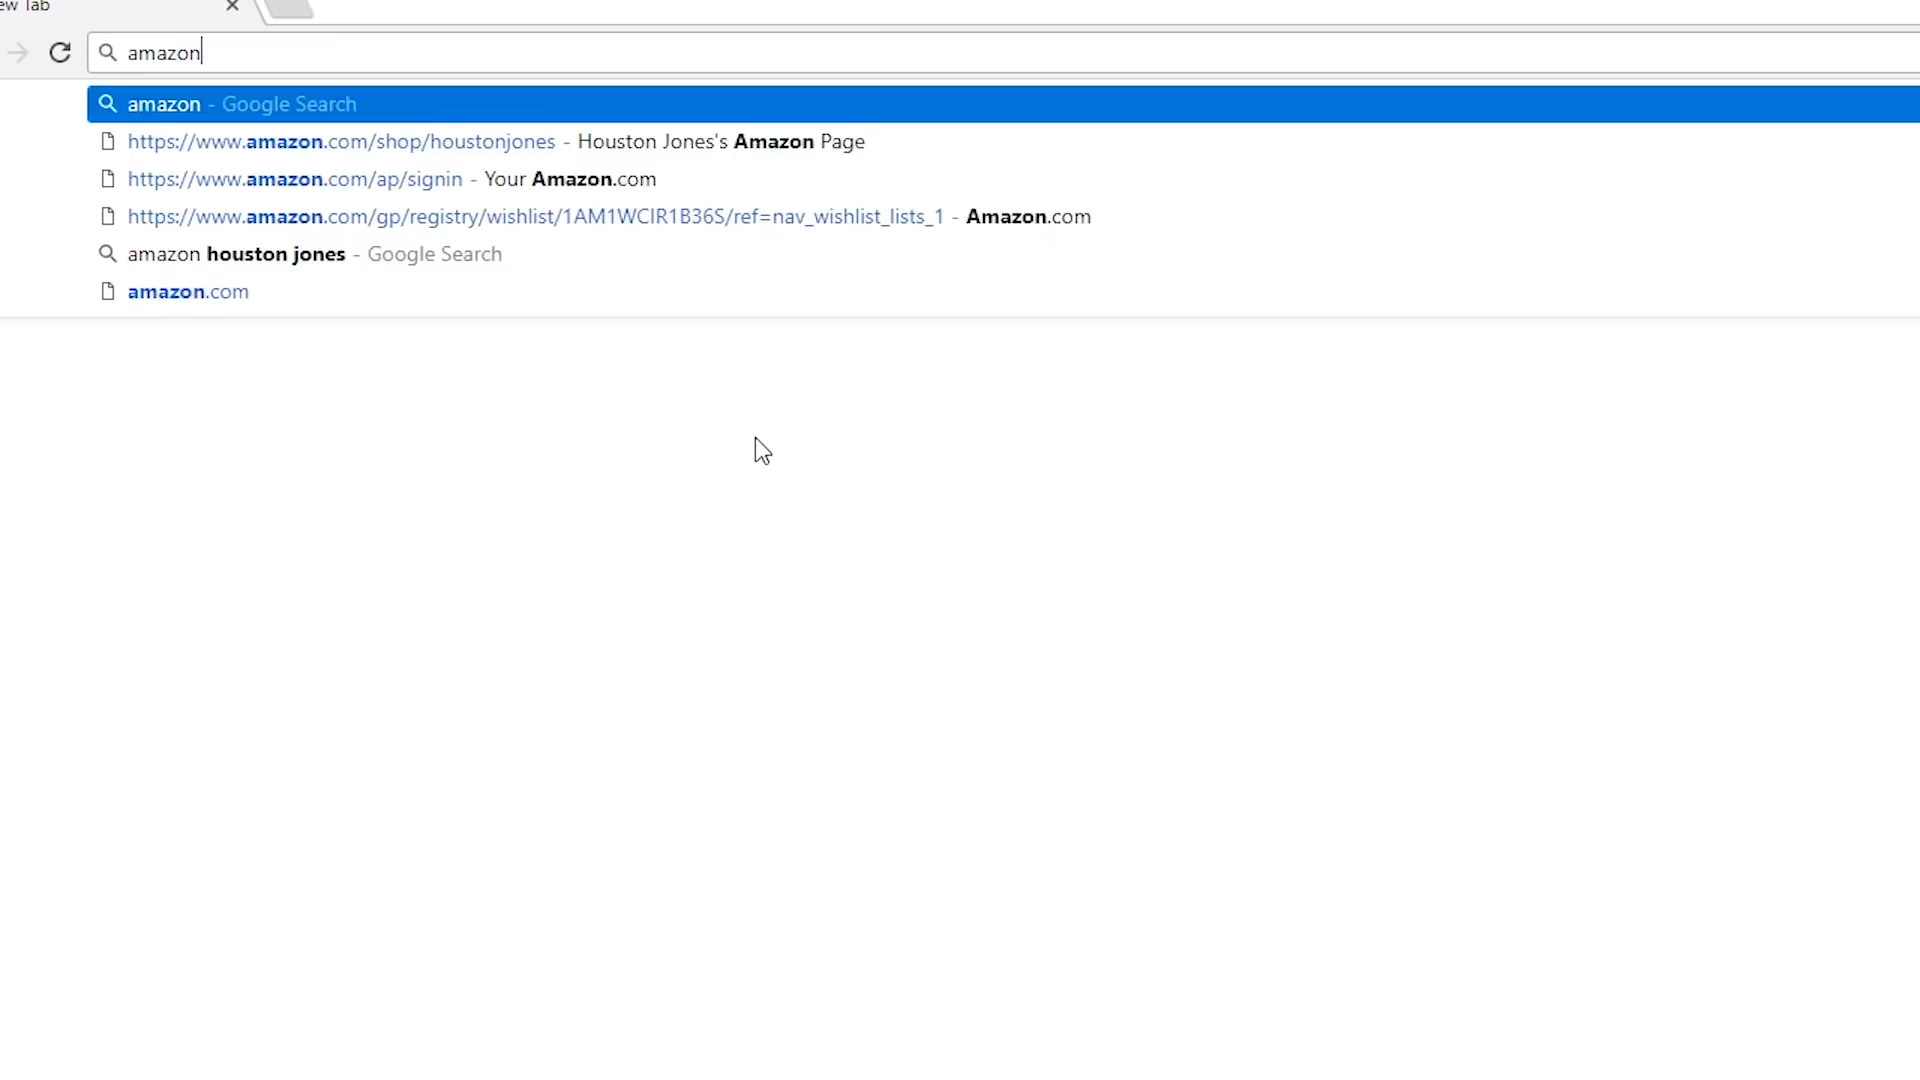 ew Tab
amazon
amazon - Google Search
https://www.amazon.com/shop/houstonjones - Houston Jones's Amazon Page
https://www.amazon.com/ap/signin - Your Amazon.com
https://www.amazon.com/gp/registry/wishlist/1AM1WCIR1B36S/ref=nav_wishlist_lists_1 - Amazon.com
amazon houston jones - Google Search
amazon.com